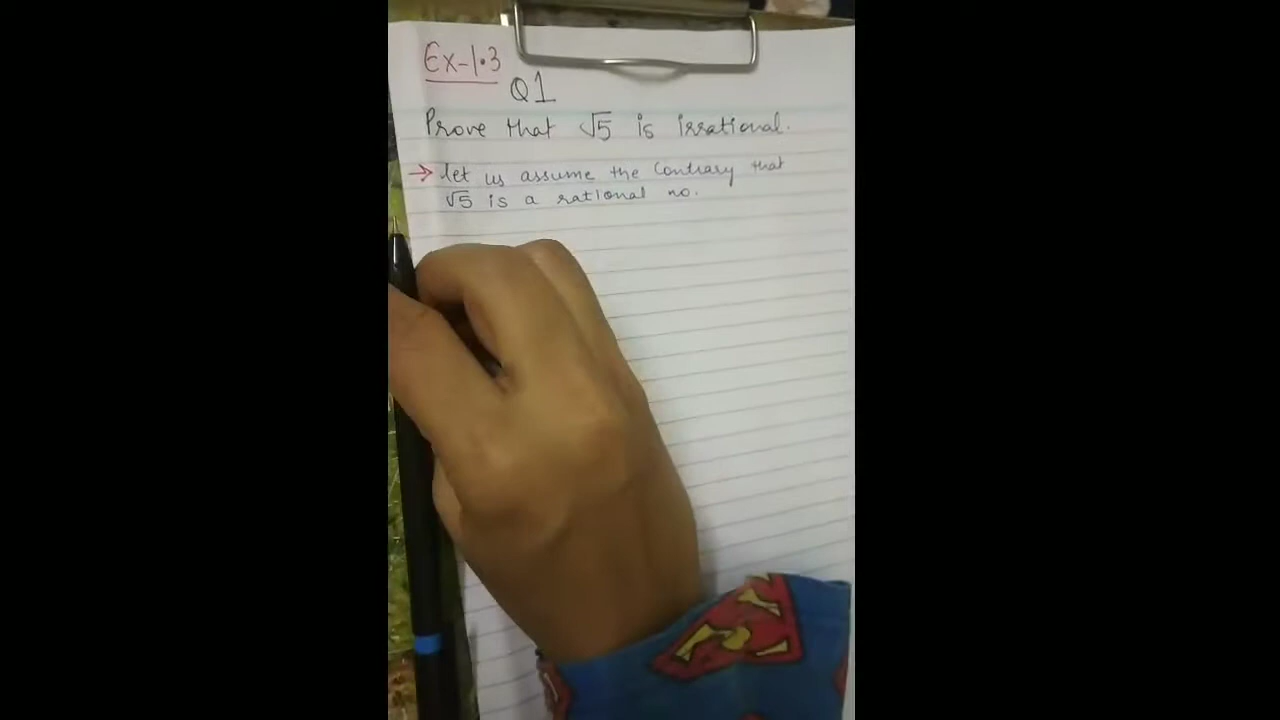 Ex-1.3
Q1
Prove that √5 is irrational.
→ let us assume the Contrary that
√5 is a rational no.